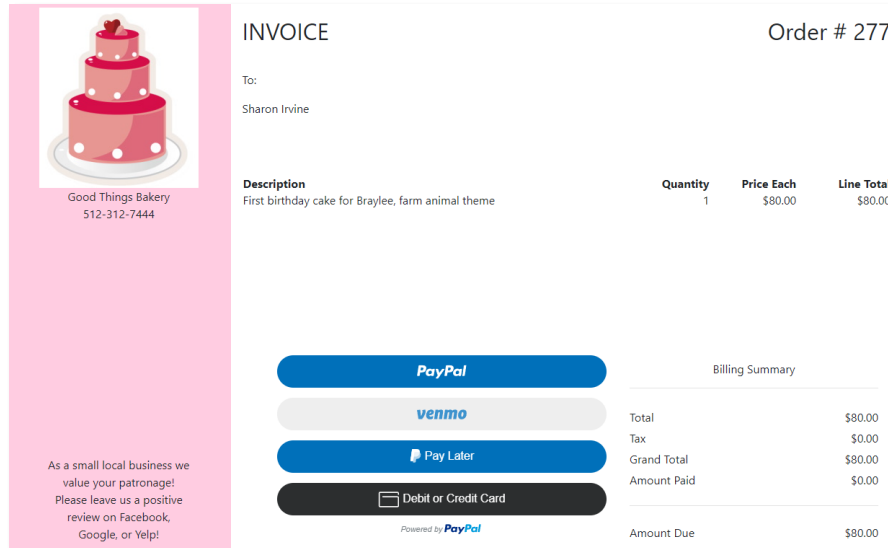 INVOICE
Order # 277
To:
Sharon Irvine
Description Quantity Price Each Line Total
First birthday cake for Braylee, farm animal theme 1 $80.00 $80.00
Good Things Bakery
512-312-7444
As a small local business we
value your patronage!
Please leave us a positive
review on Facebook,
Google, or Yelp!
PayPal
venmo
Pay Later
Debit or Credit Card
Powered by PayPal
Billing Summary
Total $80.00
Tax $0.00
Grand Total $80.00
Amount Paid $0.00
Amount Due $80.00